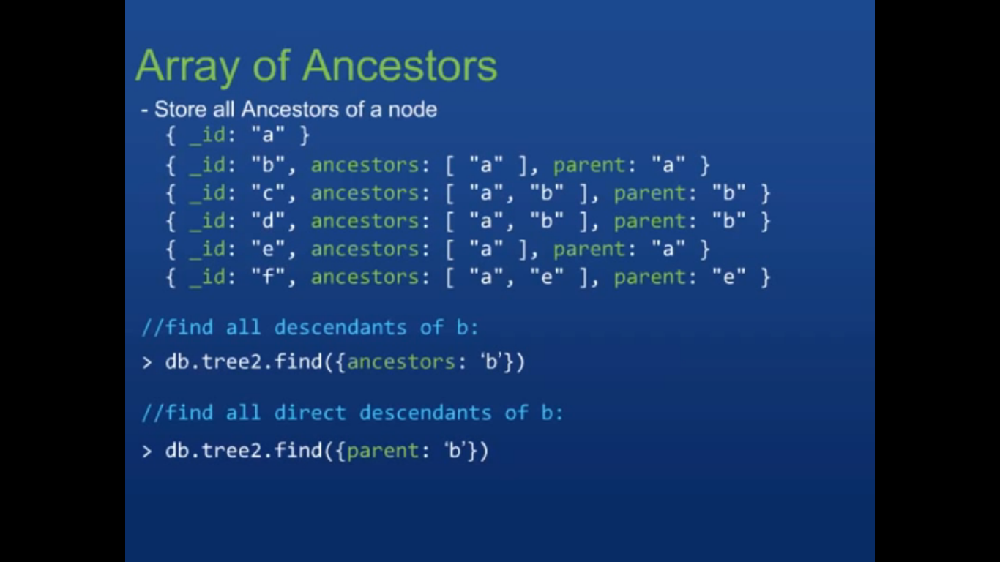 Array of Ancestors
- Store all Ancestors of a node
{ _id: "a" }
{ _id: "b", ancestors: [ "a" ], parent: "a" }
{ _id: "c", ancestors: [ "a", "b" ], parent: "b" }
{ _id: "d", ancestors: [ "a", "b" ], parent: "b" }
{ _id: "e", ancestors: [ "a" ], parent: "a" }
{ _id: "f", ancestors: [ "a", "e" ], parent: "e" }
//find all descendants of b:
> db.tree2.find({ancestors: ‘b’})
//find all direct descendants of b:
> db.tree2.find({parent: ‘b’})